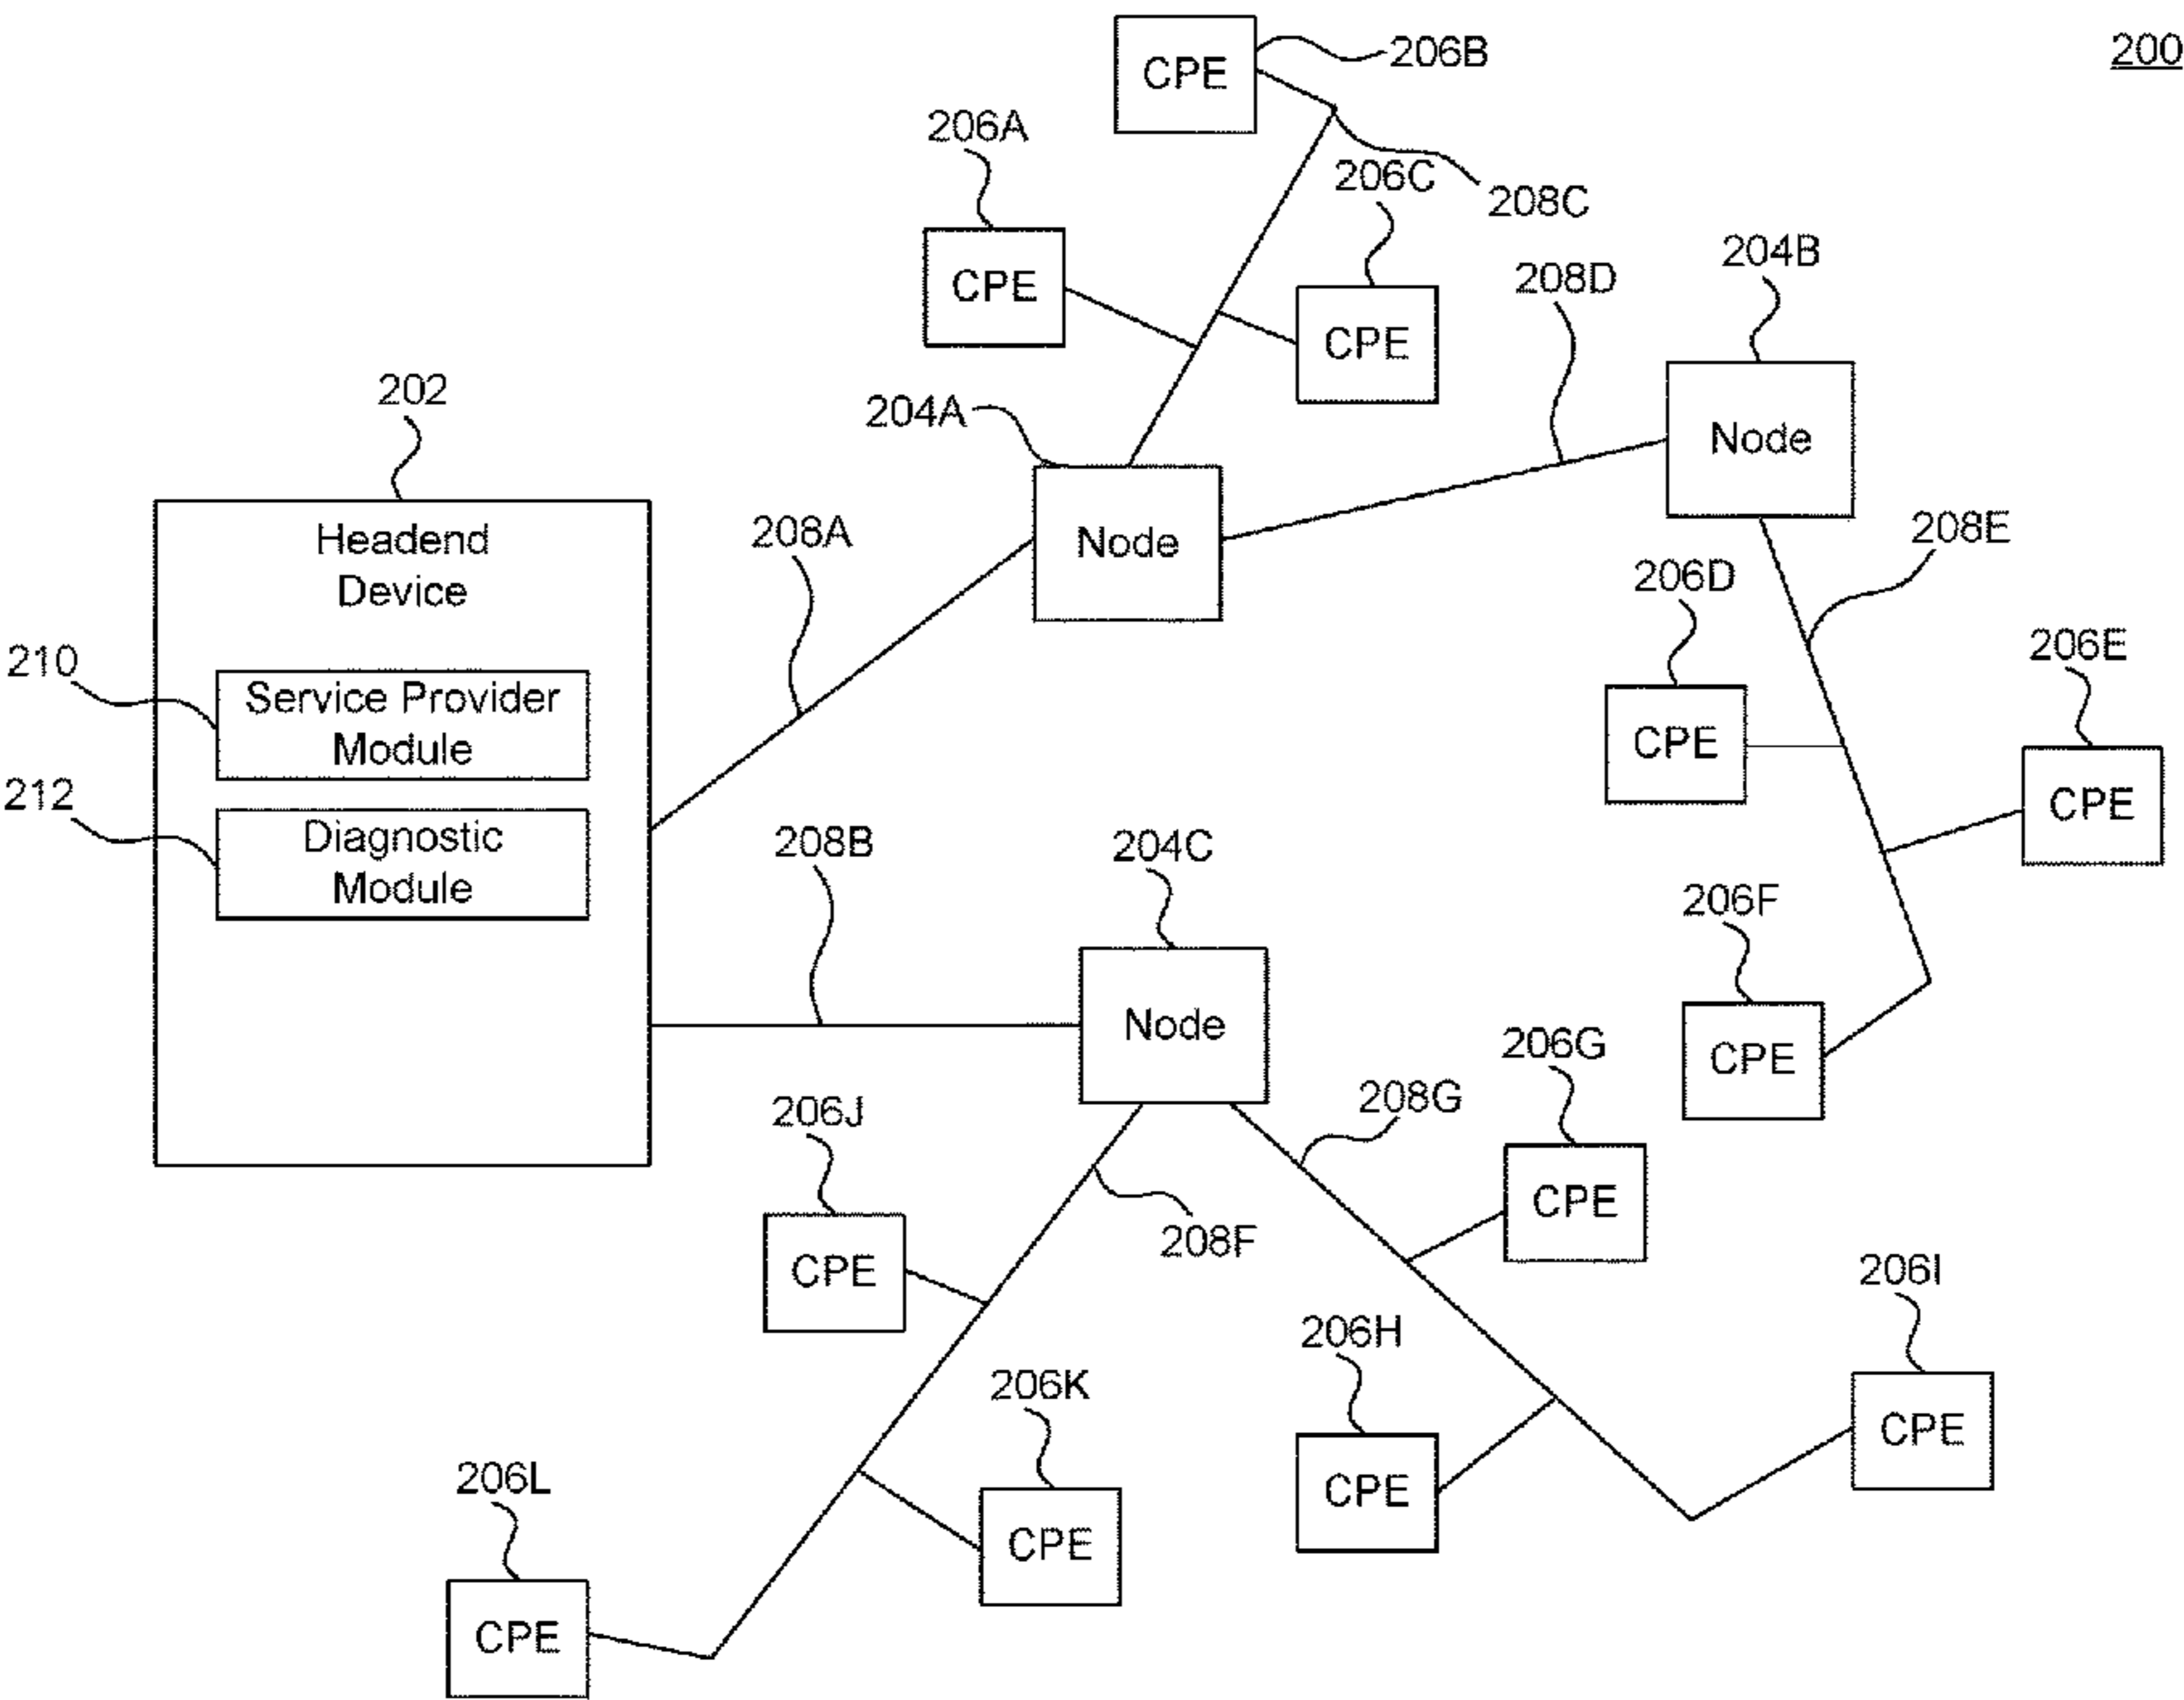 200
CPE
206B
206A
206C
208C
CPE
CPE
208D
204B
202
204A
Node
Headend
Device
208A
Node
208E
206D
206E
210
Service Provider
Module
CPE
CPE
212
Diagnostic
Module
208B
204C
206F
Node
CPE
206G
208G
206J
CPE
208F
CPE
206I
206H
206K
CPE
CPE
206L
CPE
CPE